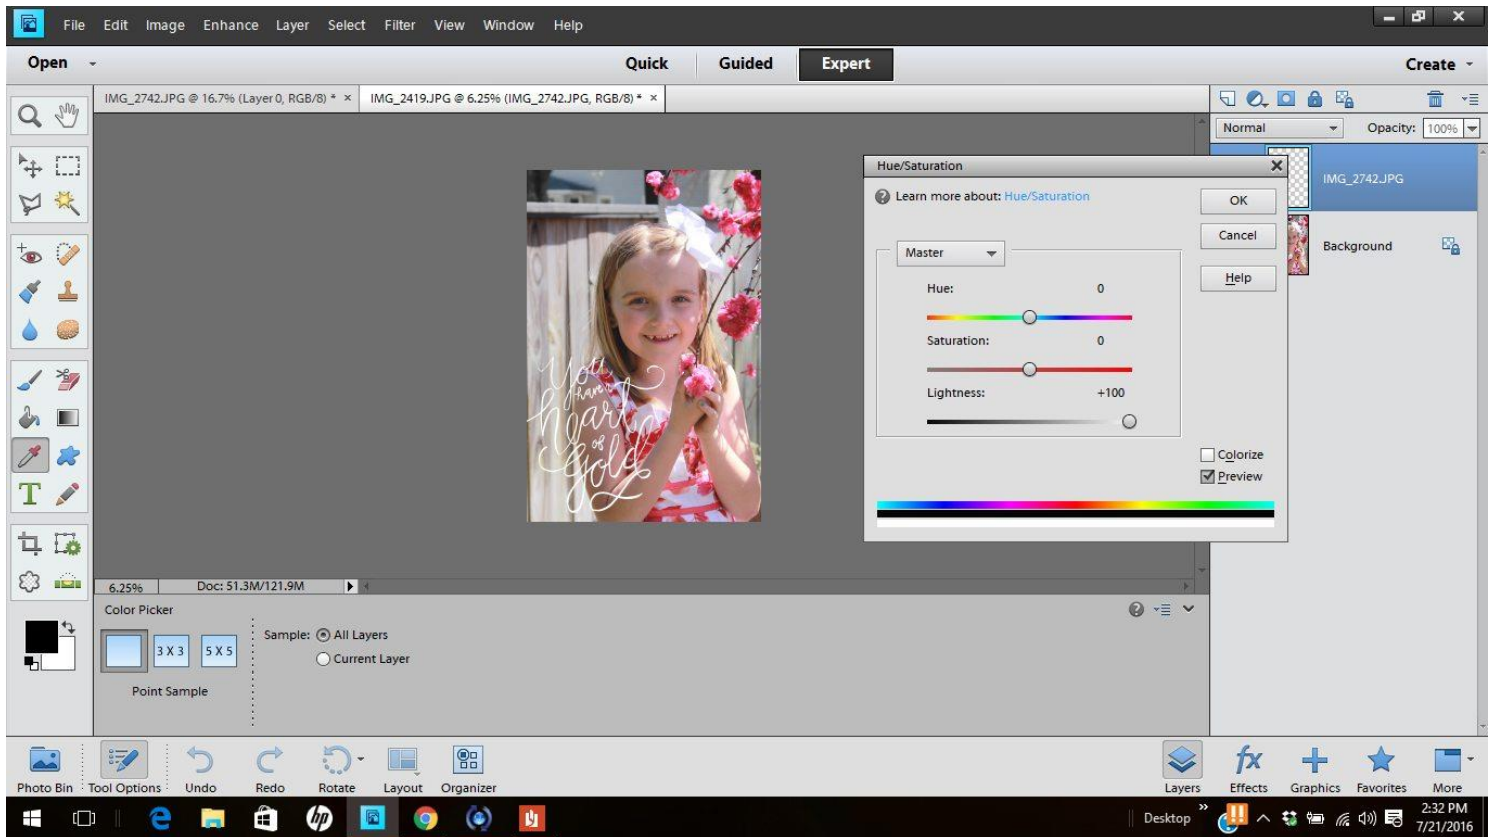 File Edit Image Enhance Layer Select Filter View Window Help
Open Quick Guided Expert Create
IMG_2742.JPG @ 16.7% (Layer 0, RGB/8) * × IMG_2419.JPG @ 6.25% (IMG_2742.JPG, RGB/8) * ×
Normal Opacity: 100%
IMG_2742.JPG
Background
Hue/Saturation
Learn more about: Hue/Saturation
OK
Cancel
Help
Master
Hue: 0
Saturation: 0
Lightness: +100
Colorize
Preview
You
have a
heart
of
Gold
T
6.25% Doc: 51.3M/121.9M
Color Picker
Sample: All Layers
Current Layer
3 X 3 5 X 5
Point Sample
fx
Photo Bin Tool Options Undo Redo Rotate Layout Organizer Layers Effects Graphics Favorites More
hp
Desktop
2:32 PM
7/21/2016